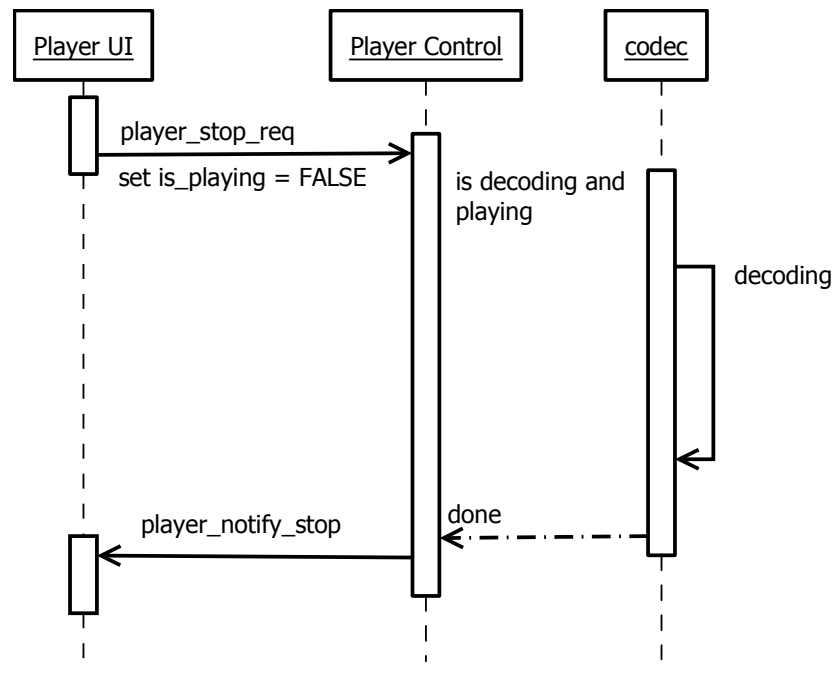 Player UI
Player Control
codec
player_stop_req
set is_playing = FALSE
is decoding and
playing
decoding
player_notify_stop
done